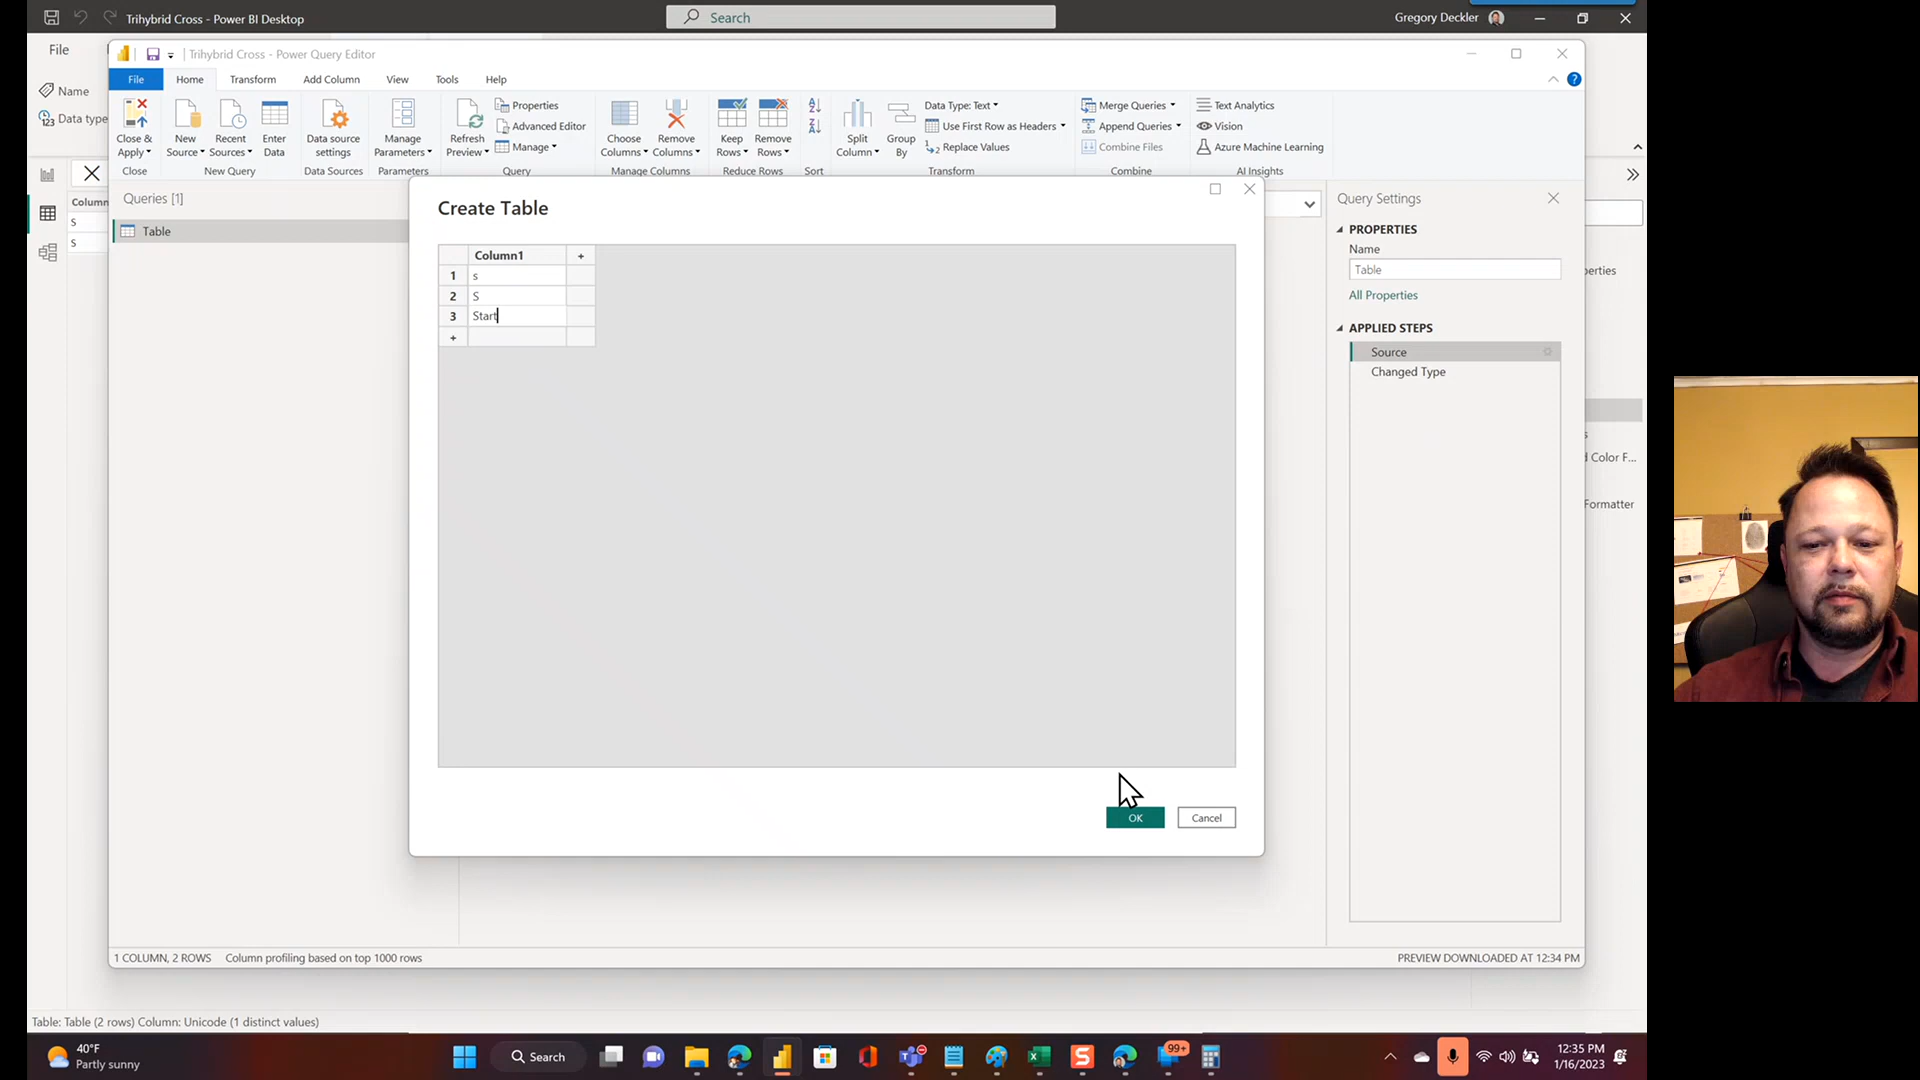 Trihybrid Cross - Power BI Desktop
Search
Gregory Deckler
File
Name
Data type
Column
S
S
Trihybrid Cross - Power Query Editor
File Home Transform Add Column View Tools Help
Close & Apply
New Source
Recent Sources
Enter Data
Data source settings
Manage Parameters
Refresh Preview
Properties
Advanced Editor
Manage
Choose Columns
Remove Columns
Keep Rows
Remove Rows
Split Column
Group By
Data Type: Text
Use First Row as Headers
Replace Values
Merge Queries
Append Queries
Combine Files
Text Analytics
Vision
Azure Machine Learning
Close New Query Data Sources Parameters Query Manage Columns Reduce Rows Sort Transform Combine AI Insights
Queries [1]
Table
Create Table
Column1 +
1 s
2 S
3 Start
+
OK Cancel
Query Settings
PROPERTIES
Name
Table
All Properties
APPLIED STEPS
Source
Changed Type
perties
s
d Color F...
Formatter
1 COLUMN, 2 ROWS Column profiling based on top 1000 rows
PREVIEW DOWNLOADED AT 12:34 PM
Table: Table (2 rows) Column: Unicode (1 distinct values)
40°F
Partly sunny
Search
99+
12:35 PM
1/16/2023